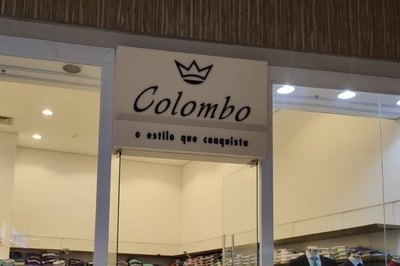 Colombo
o estilo que conquista